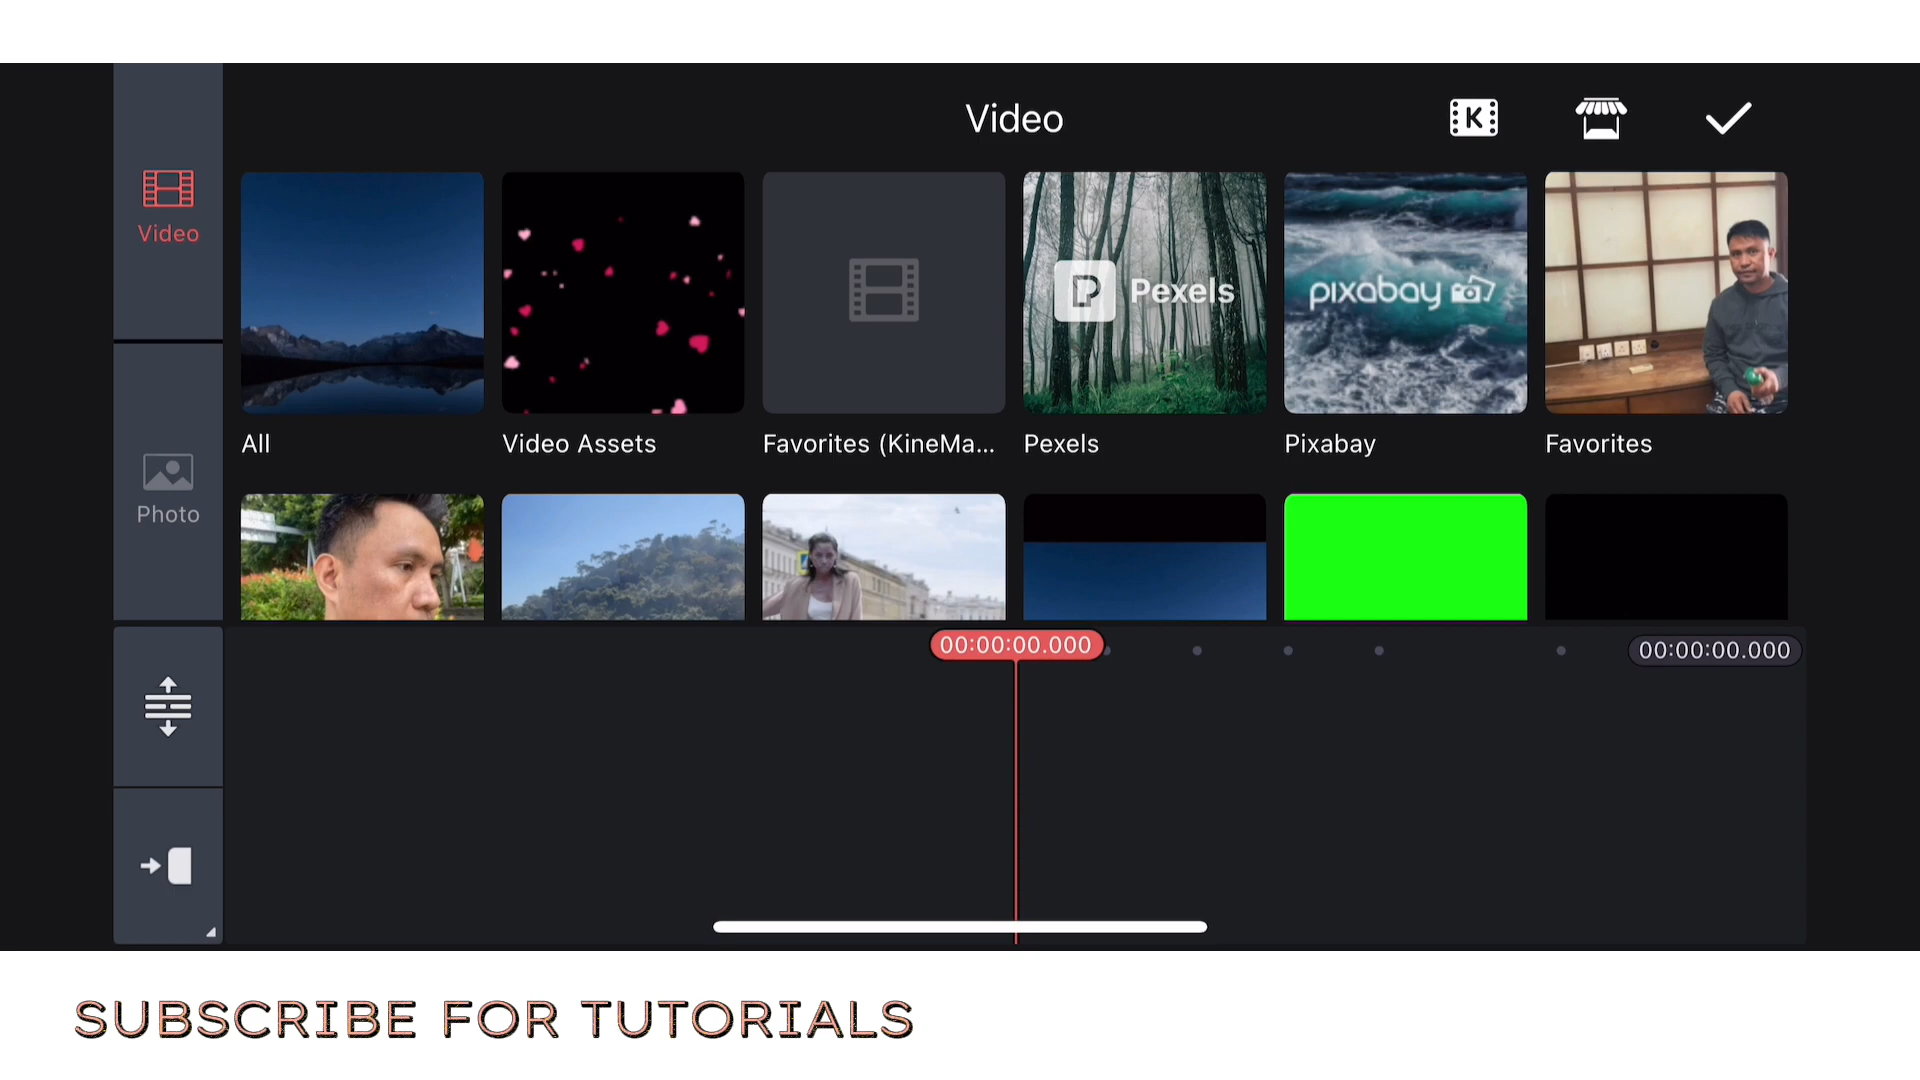 Video
K
Video
Pexels
pixabay
All
Video Assets
Favorites (KineMa...
Pexels
Pixabay
Favorites
Photo
00:00:00.000
00:00:00.000
SUBSCRIBE FOR TUTORIALS